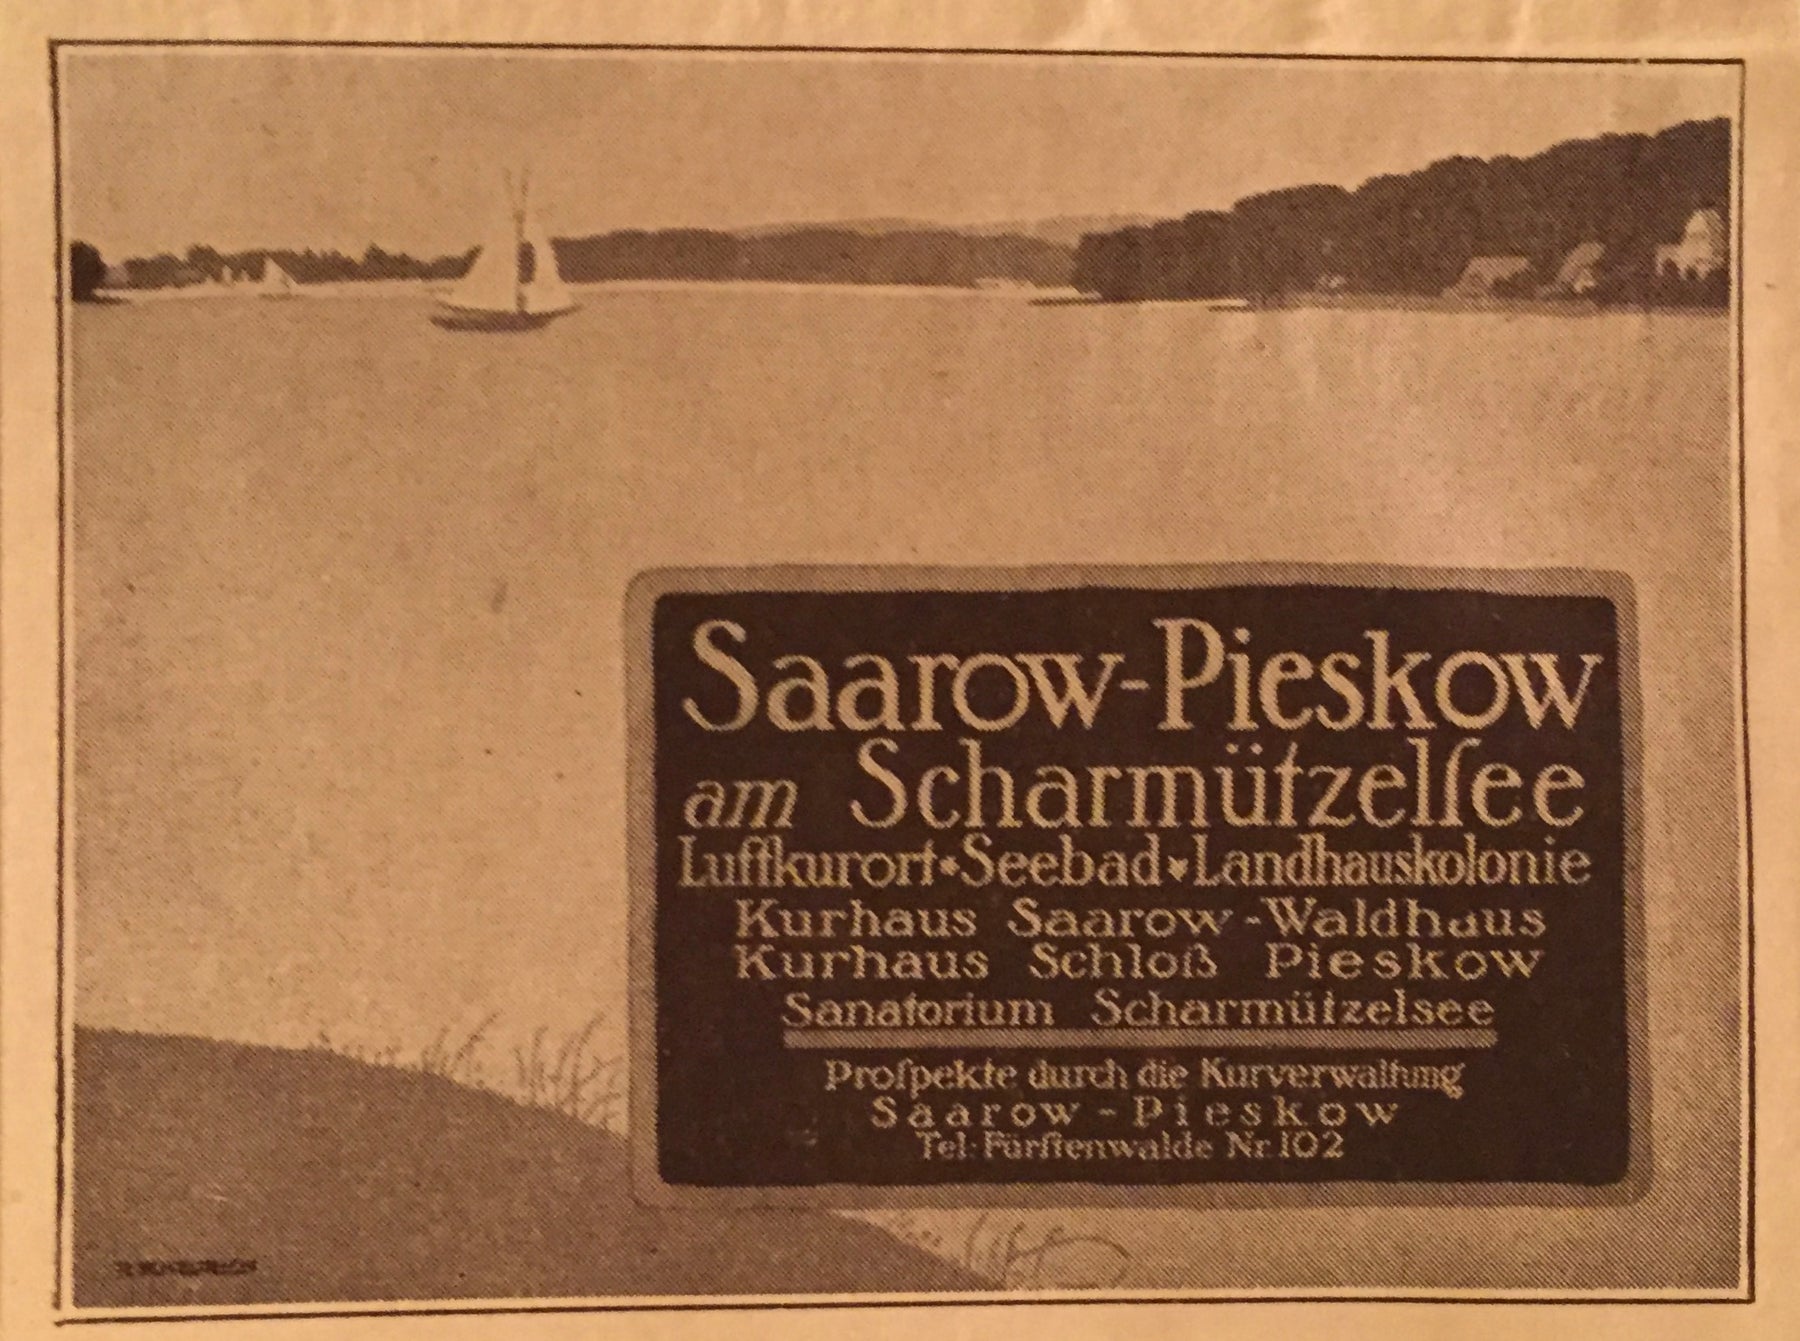 Saarow-Pieskow
am Scharmützelſee
Luftkurort * Seebad * Landhauskolonie
Kurhaus Saarow-Waldhaus
Kurhaus Schloß Pieskow
Sanatorium Scharmützelsee
Proſpekte durch die Kurverwaltung
Saarow-Pieskow
Tel: Fürſtenwalde Nr. 102